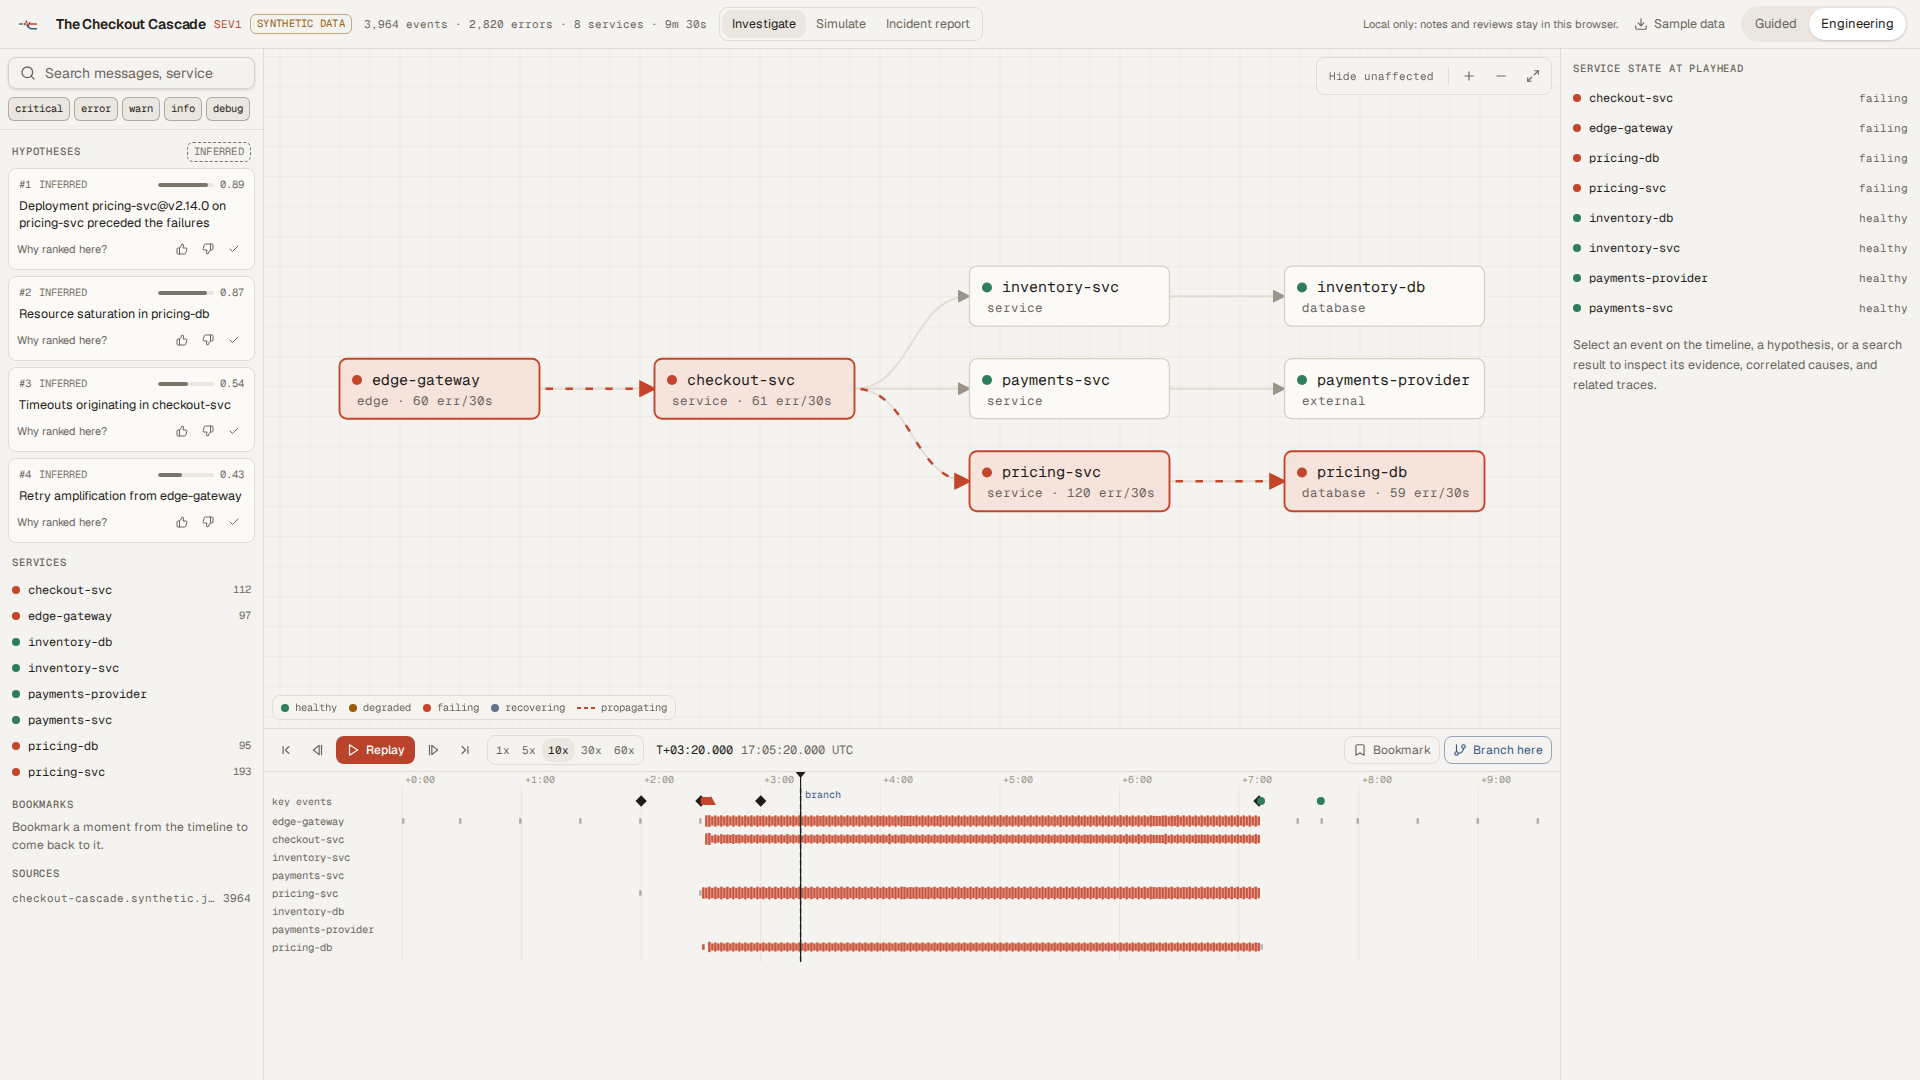 The Checkout Cascade SEV1 SYNTHETIC DATA 3,964 events · 2,820 errors · 8 services · 9m 30s Investigate Simulate Incident report Local only: notes and reviews stay in this browser. Sample data Guided Engineering
Search messages, service
critical error warn info debug
HYPOTHESES INFERRED
#1 INFERRED 0.89
Deployment pricing-svc@v2.14.0 on
pricing-svc preceded the failures
Why ranked here?
#2 INFERRED 0.87
Resource saturation in pricing-db
Why ranked here?
#3 INFERRED 0.54
Timeouts originating in checkout-svc
Why ranked here?
#4 INFERRED 0.43
Retry amplification from edge-gateway
Why ranked here?
SERVICES
checkout-svc 112
edge-gateway 97
inventory-db
inventory-svc
payments-provider
payments-svc
pricing-db 95
pricing-svc 193
BOOKMARKS
Bookmark a moment from the timeline to
come back to it.
SOURCES
checkout-cascade.synthetic.j… 3964
Hide unaffected
edge-gateway
edge · 60 err/30s
checkout-svc
service · 61 err/30s
inventory-svc
service
inventory-db
database
payments-svc
service
payments-provider
external
pricing-svc
service · 120 err/30s
pricing-db
database · 59 err/30s
healthy degraded failing recovering propagating
Replay 1x 5x 10x 30x 60x T+03:20.000 17:05:20.000 UTC Bookmark Branch here
+0:00 +1:00 +2:00 +3:00 +4:00 +5:00 +6:00 +7:00 +8:00 +9:00
branch
key events
edge-gateway
checkout-svc
inventory-svc
payments-svc
pricing-svc
inventory-db
payments-provider
pricing-db
SERVICE STATE AT PLAYHEAD
checkout-svc failing
edge-gateway failing
pricing-db failing
pricing-svc failing
inventory-db healthy
inventory-svc healthy
payments-provider healthy
payments-svc healthy
Select an event on the timeline, a hypothesis, or a search
result to inspect its evidence, correlated causes, and
related traces.